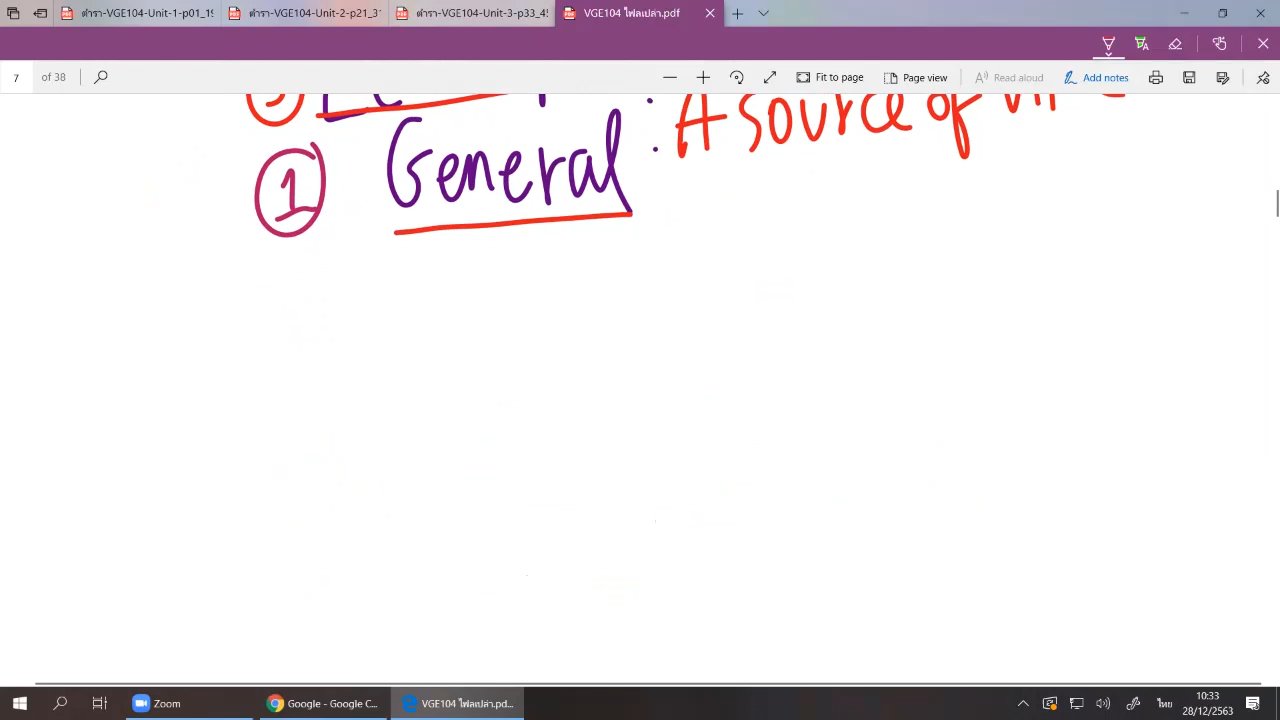 ตำรา-VGE104-Unit-1-p01_1 ตำรา-VGE104-Unit-2-p21_3 ตำรา-VGE104-Unit-3-p33_4 VGE104 ไฟลเปล่า.pdf
7 of 38 Fit to page Page view Read aloud Add notes
A source of
① General :
Zoom Google - Google C... VGE104 ไฟลเปล่า.pd... ไทย 10:33
28/12/2563